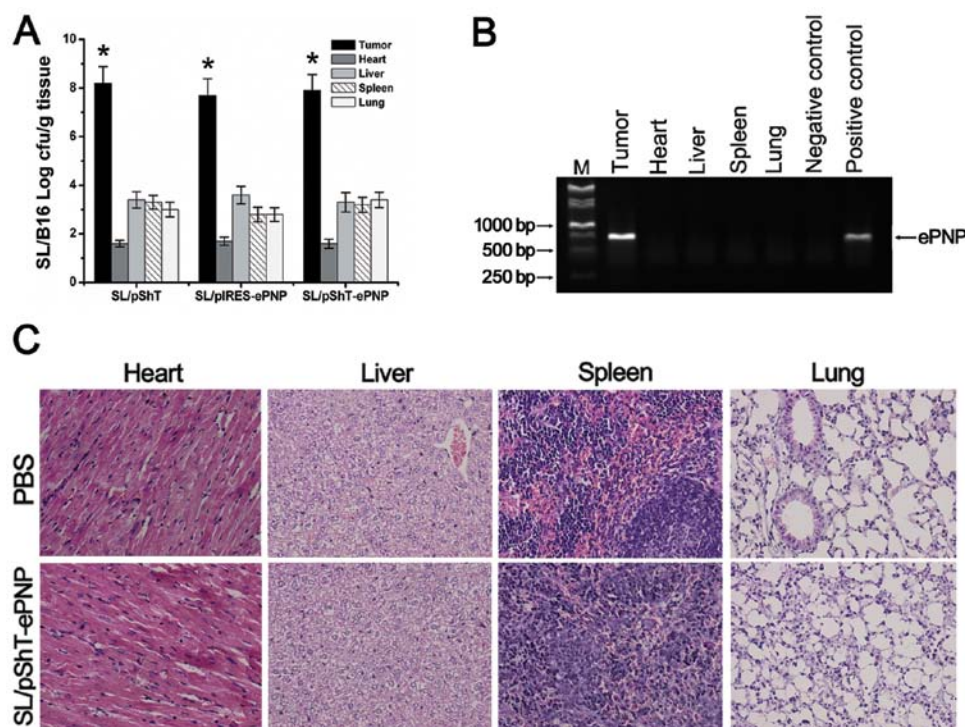 A
SL/B16 Log cfu/g tissue
10
8
6
4
2
0
Tumor
Heart
Liver
Spleen
Lung
*
*
*
SL/pShT
SL/pIRES-ePNP
SL/pShT-ePNP
B
M
Tumor
Heart
Liver
Spleen
Lung
Negative control
Positive control
1000 bp
500 bp
250 bp
ePNP
C
Heart Liver Spleen Lung
PBS
SL/pShT-ePNP